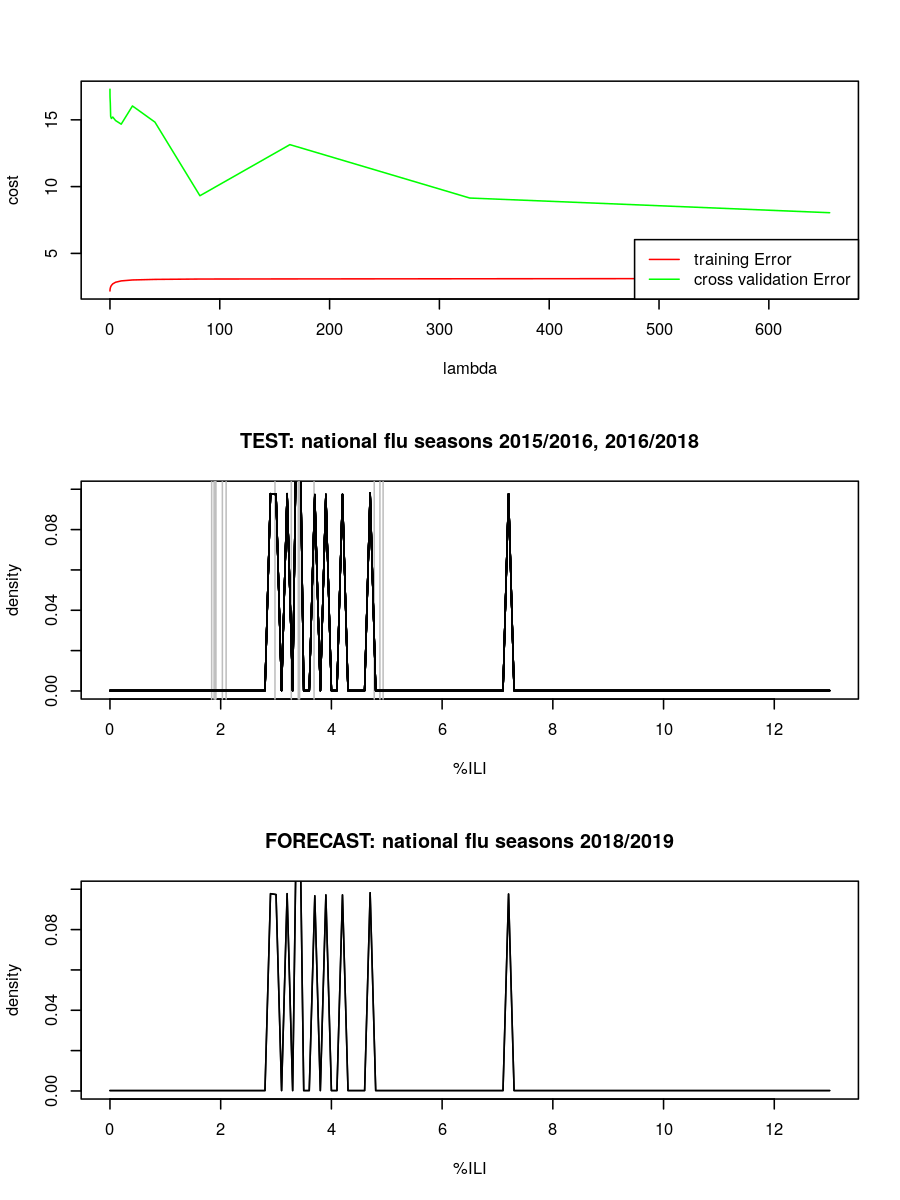 15
10
5
cost
training Error
cross validation Error
0 100 200 300 400 500 600
lambda
TEST: national flu seasons 2015/2016, 2016/2018
0.08
0.04
0.00
density
0 2 4 6 8 10 12
%ILI
FORECAST: national flu seasons 2018/2019
0.08
0.04
0.00
density
0 2 4 6 8 10 12
%ILI